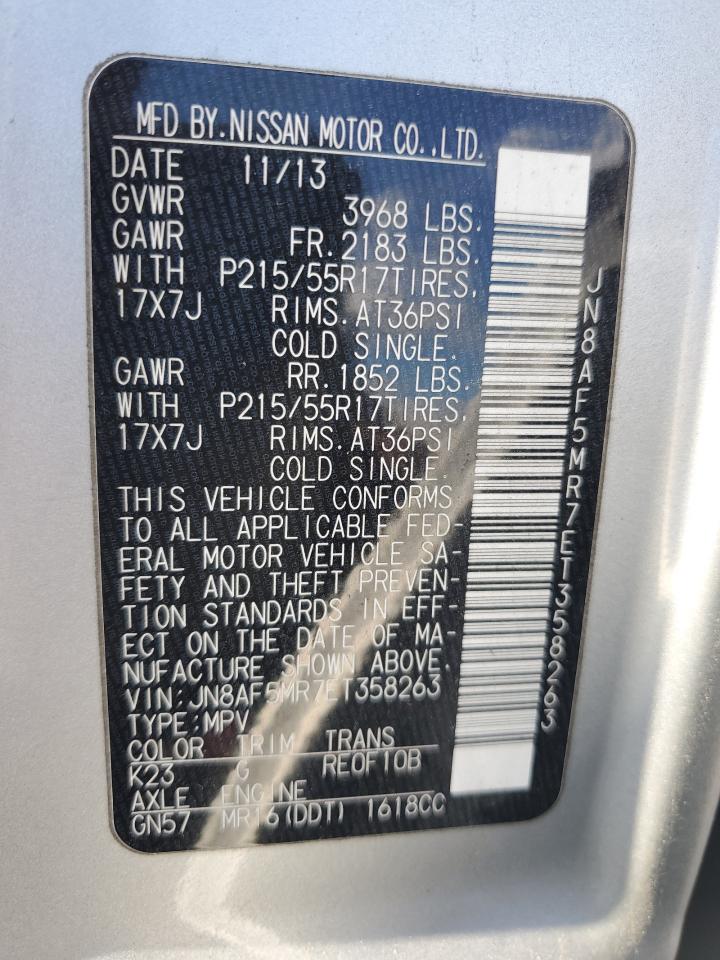 MFD BY.NISSAN MOTOR CO.,LTD.
DATE 11/13
GVWR 3968 LBS.
GAWR FR.2183 LBS.
WITH P215/55R17TIRES,
17X7J RIMS.AT36PSI
COLD SINGLE.
GAWR RR.1852 LBS.
WITH P215/55R17TIRES,
17X7J RIMS.AT36PSI
COLD SINGLE.
THIS VEHICLE CONFORMS
TO ALL APPLICABLE FED-
ERAL MOTOR VEHICLE SA-
FETY AND THEFT PREVEN-
TION STANDARDS IN EFF-
ECT ON THE DATE OF MA-
NUFACTURE SHOWN ABOVE.
VIN:JN8AF5MR7ET358263
TYPE:MPV
COLOR TRIM TRANS
K23 G RE0F10B
AXLE ENGINE
GN57 MR16(DDT) 1618CC
JN8AF5MR7ET358263